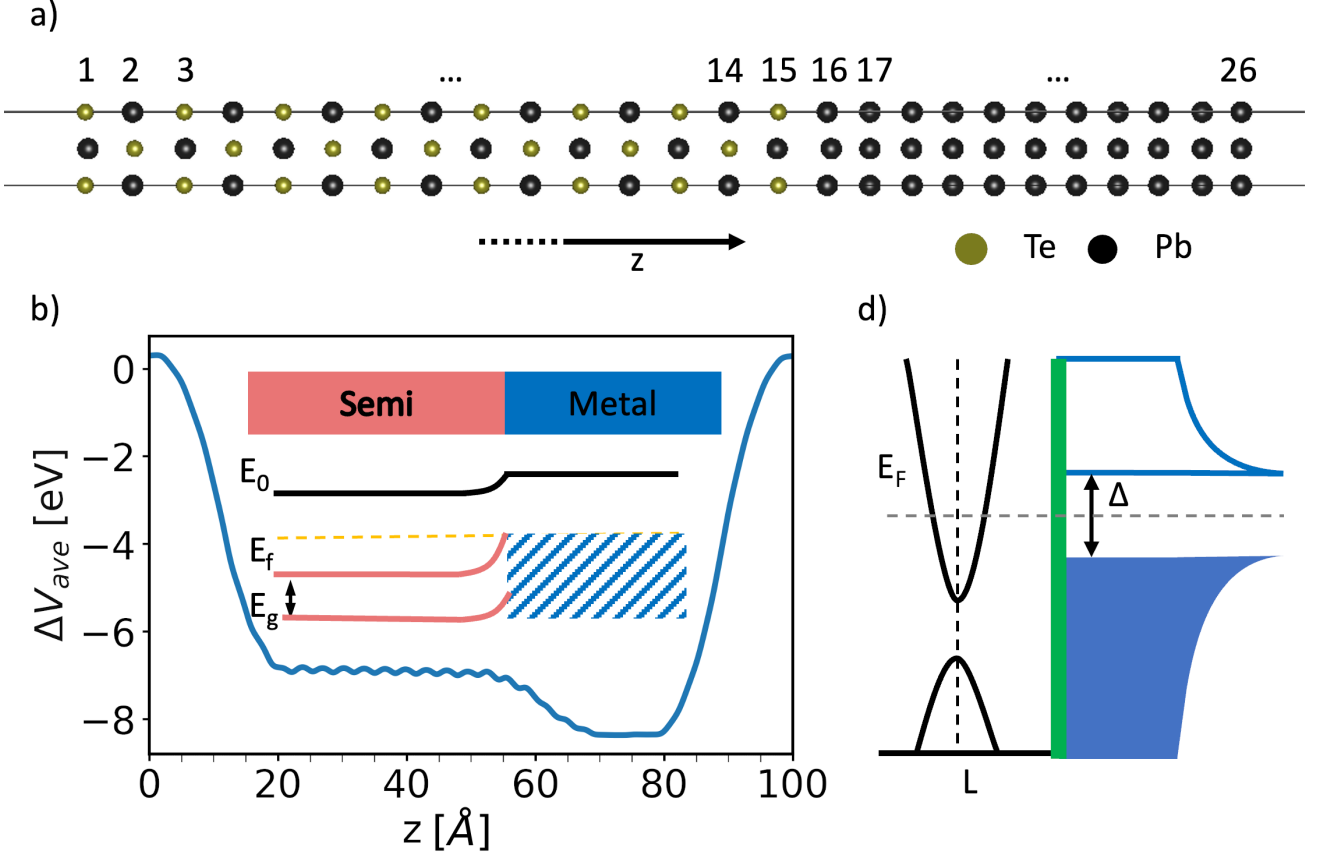 a)
1 2 3 ... 14 15 16 17 ... 26
z
Te Pb
b)
ΔV_ave [eV]
0
−2
−4
−6
−8
Semi Metal
E₀
E_f
E_g
0 20 40 60 80 100
z [Å]
d)
E_F
Δ
L